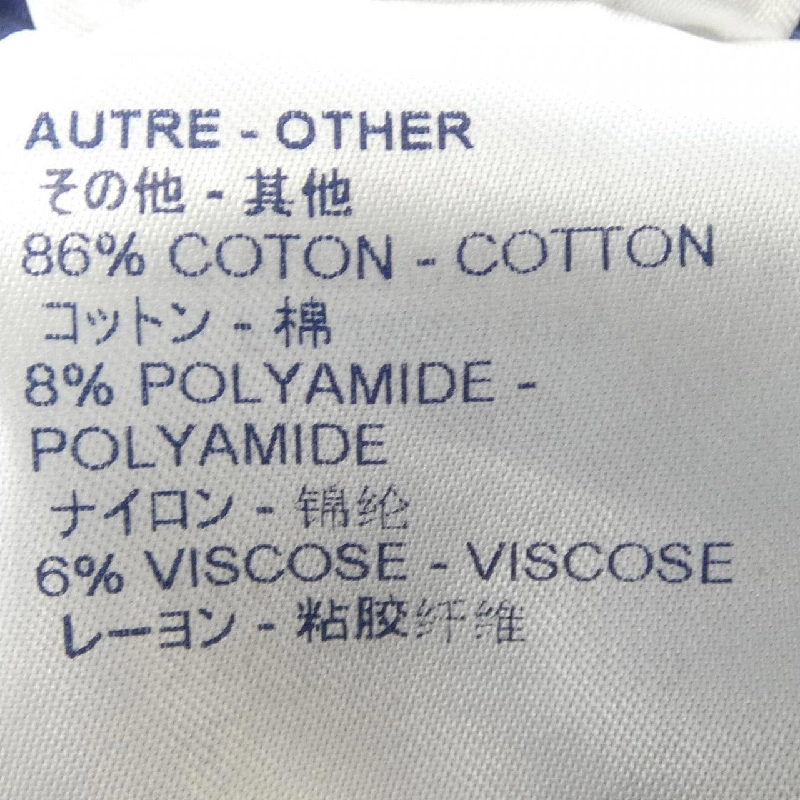 AUTRE - OTHER
その他 - 其他
86% COTON - COTTON
コットン - 棉
8% POLYAMIDE -
POLYAMIDE
ナイロン - 锦纶
6% VISCOSE - VISCOSE
レーヨン - 粘胶纤维